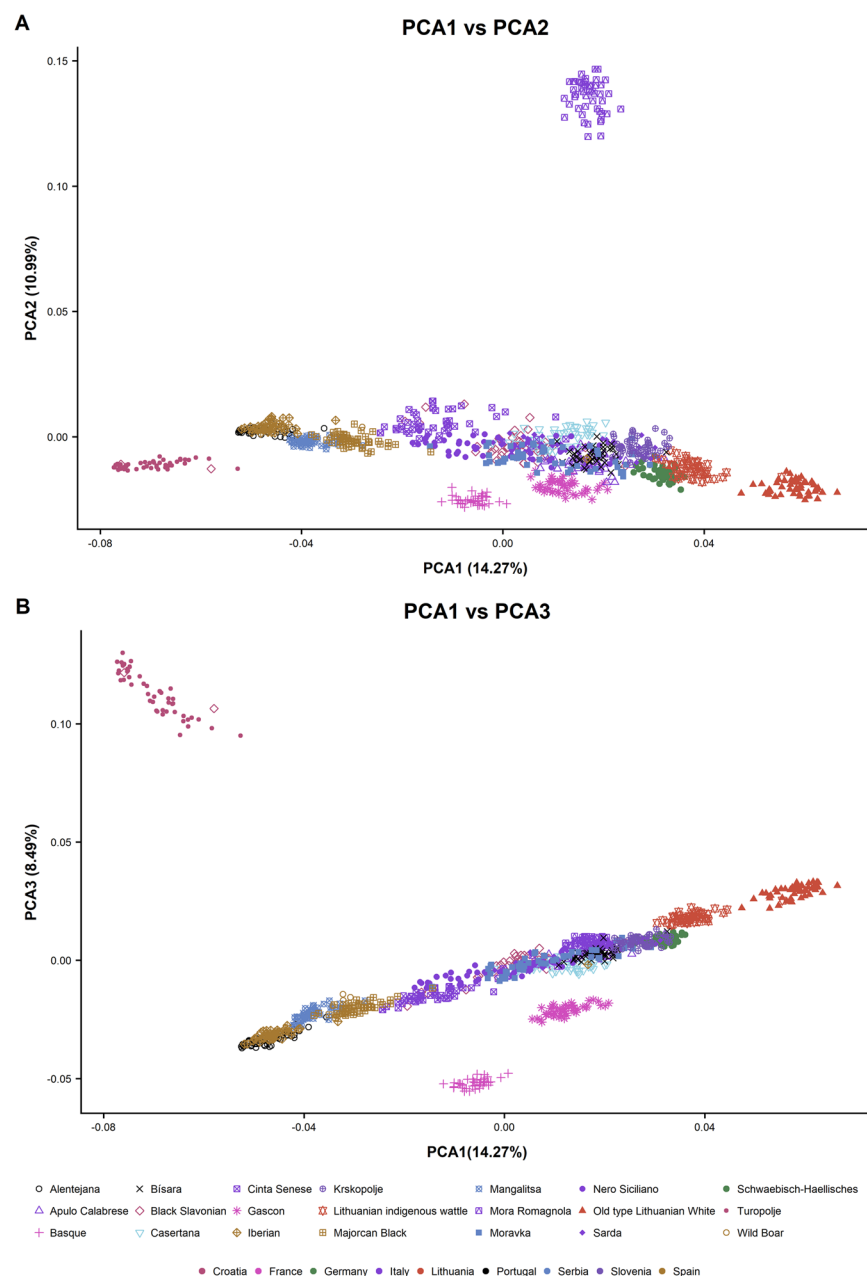 A
PCA1 vs PCA2
0.15
0.10
0.05
0.00
PCA2 (10.99%)
-0.08 -0.04 0.00 0.04
PCA1 (14.27%)
B
PCA1 vs PCA3
0.10
0.05
0.00
-0.05
PCA3 (8.49%)
-0.08 -0.04 0.00 0.04
PCA1(14.27%)
Alentejana Bísara Cinta Senese Krskopolje Mangalitsa Nero Siciliano Schwaebisch-Haellisches
Apulo Calabrese Black Slavonian Gascon Lithuanian indigenous wattle Mora Romagnola Old type Lithuanian White Turopolje
Basque Casertana Iberian Majorcan Black Moravka Sarda Wild Boar
Croatia France Germany Italy Lithuania Portugal Serbia Slovenia Spain